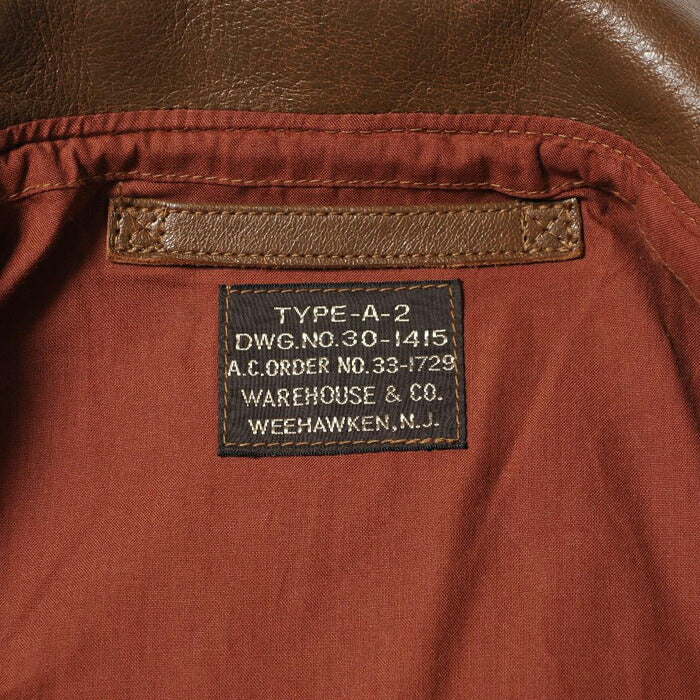 TYPE-A-2
DWG.NO.30-1415
A.C.ORDER NO.33-1729
WAREHOUSE & CO.
WEEHAWKEN,N.J.